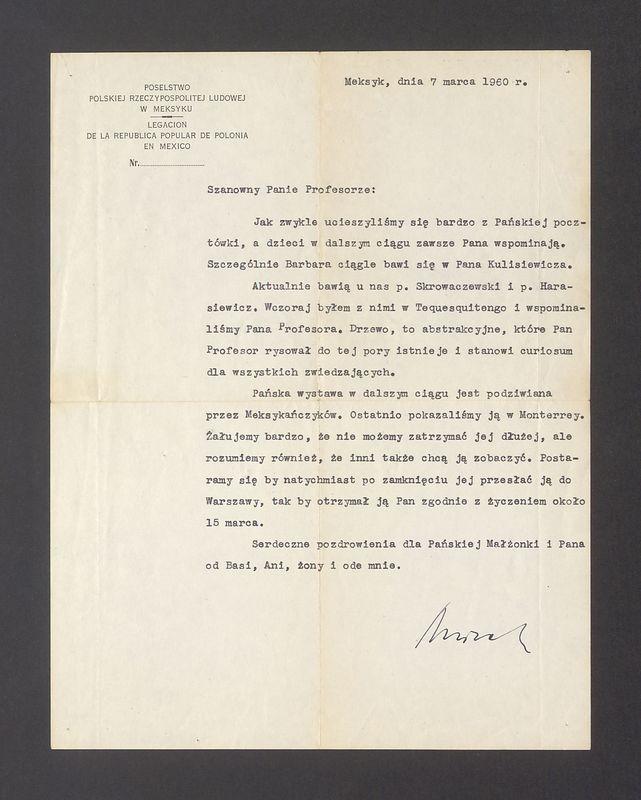 POSELSTWO
POLSKIEJ RZECZYPOSPOLITEJ LUDOWEJ
W MEKSYKU
LEGACION
DE LA REPUBLICA POPULAR DE POLONIA
EN MEXICO
Nr.
Meksyk, dnia 7 marca 1960 r.
Szanowny Panie Profesorze:
Jak zwykle ucieszyliśmy się bardzo z Pańskiej pocz-
tówki, a dzieci w dalszym ciągu zawsze Pana wspominają.
Szczególnie Barbara ciągle bawi się w Pana Kulisiewicza.
Aktualnie bawią u nas p. Skrowaczewski i p. Hara-
siewicz. Wczoraj byłem z nimi w Tequesquitengo i wspomina-
liśmy Pana Profesora. Drzewo, to abstrakcyjne, które Pan
Profesor rysował do tej pory istnieje i stanowi curiosum
dla wszystkich zwiedzających.
Pańska wystawa w dalszym ciągu jest podziwiana
przez Meksykańczyków. Ostatnio pokazaliśmy ją w Monterrey.
Żałujemy bardzo, że nie możemy zatrzymać jej dłużej, ale
rozumiemy również, że inni także chcą ją zobaczyć. Posta-
ramy się by natychmiast po zamknięciu jej przesłać ją do
Warszawy, tak by otrzymał ją Pan zgodnie z życzeniem około
15 marca.
Serdeczne pozdrowienia dla Pańskiej Małżonki i Pana
od Basi, Ani, żony i ode mnie.